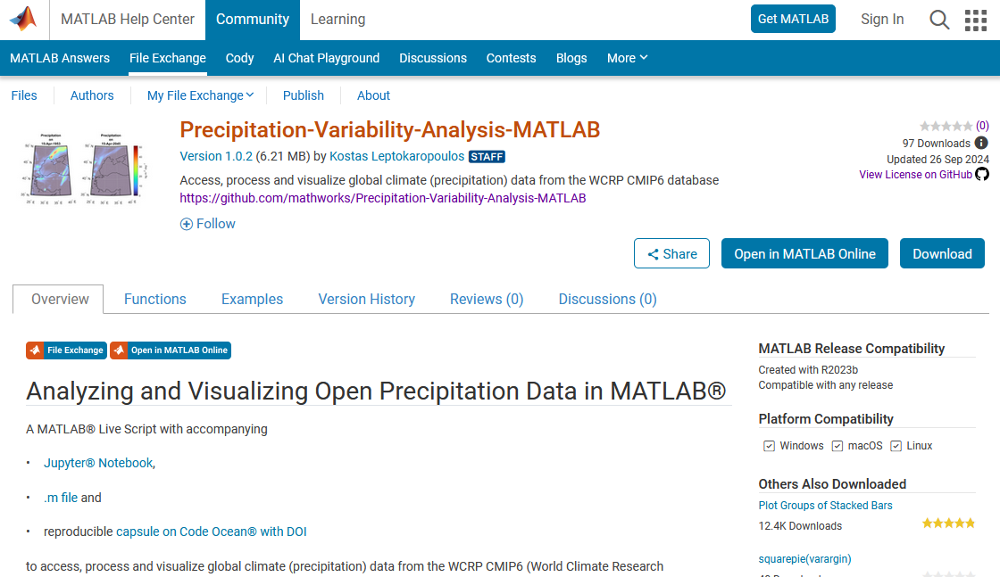 MATLAB Help Center Community Learning Get MATLAB Sign In
MATLAB Answers File Exchange Cody AI Chat Playground Discussions Contests Blogs More
Files Authors My File Exchange Publish About
Precipitation-Variability-Analysis-MATLAB
(0)
Version 1.0.2 (6.21 MB) by Kostas Leptokaropoulos STAFF
97 Downloads
Updated 26 Sep 2024
View License on GitHub
Access, process and visualize global climate (precipitation) data from the WCRP CMIP6 database
https://github.com/mathworks/Precipitation-Variability-Analysis-MATLAB
Follow
Share Open in MATLAB Online Download
Overview Functions Examples Version History Reviews (0) Discussions (0)
File Exchange Open in MATLAB Online
Analyzing and Visualizing Open Precipitation Data in MATLAB®
A MATLAB® Live Script with accompanying
• Jupyter® Notebook,
• .m file and
• reproducible capsule on Code Ocean® with DOI
to access, process and visualize global climate (precipitation) data from the WCRP CMIP6 (World Climate Research
MATLAB Release Compatibility
Created with R2023b
Compatible with any release
Platform Compatibility
Windows macOS Linux
Others Also Downloaded
Plot Groups of Stacked Bars
12.4K Downloads
squarepie(varargin)